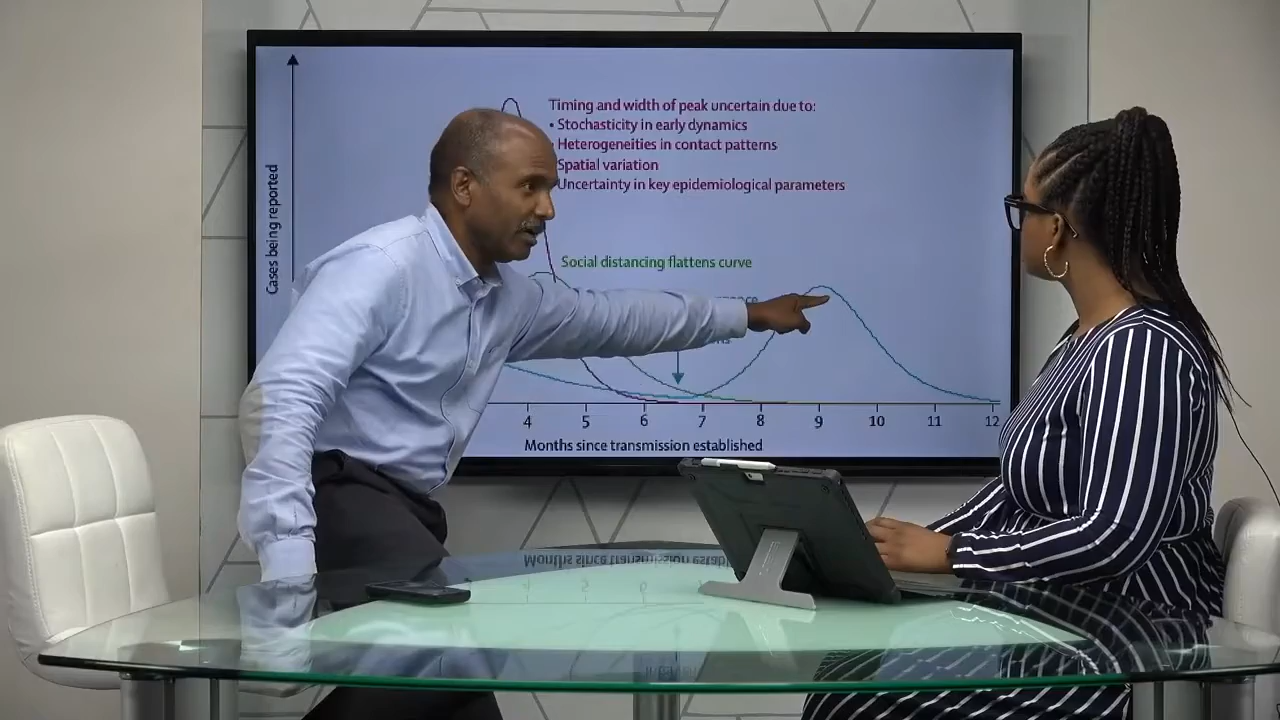 Timing and width of peak uncertain due to:
• Stochasticity in early dynamics
Heterogeneities in contact patterns
Spatial variation
Uncertainty in key epidemiological parameters
Cases being reported
Social distancing flattens curve
4 5 6 7 8 9 10 11 12
Months since transmission established